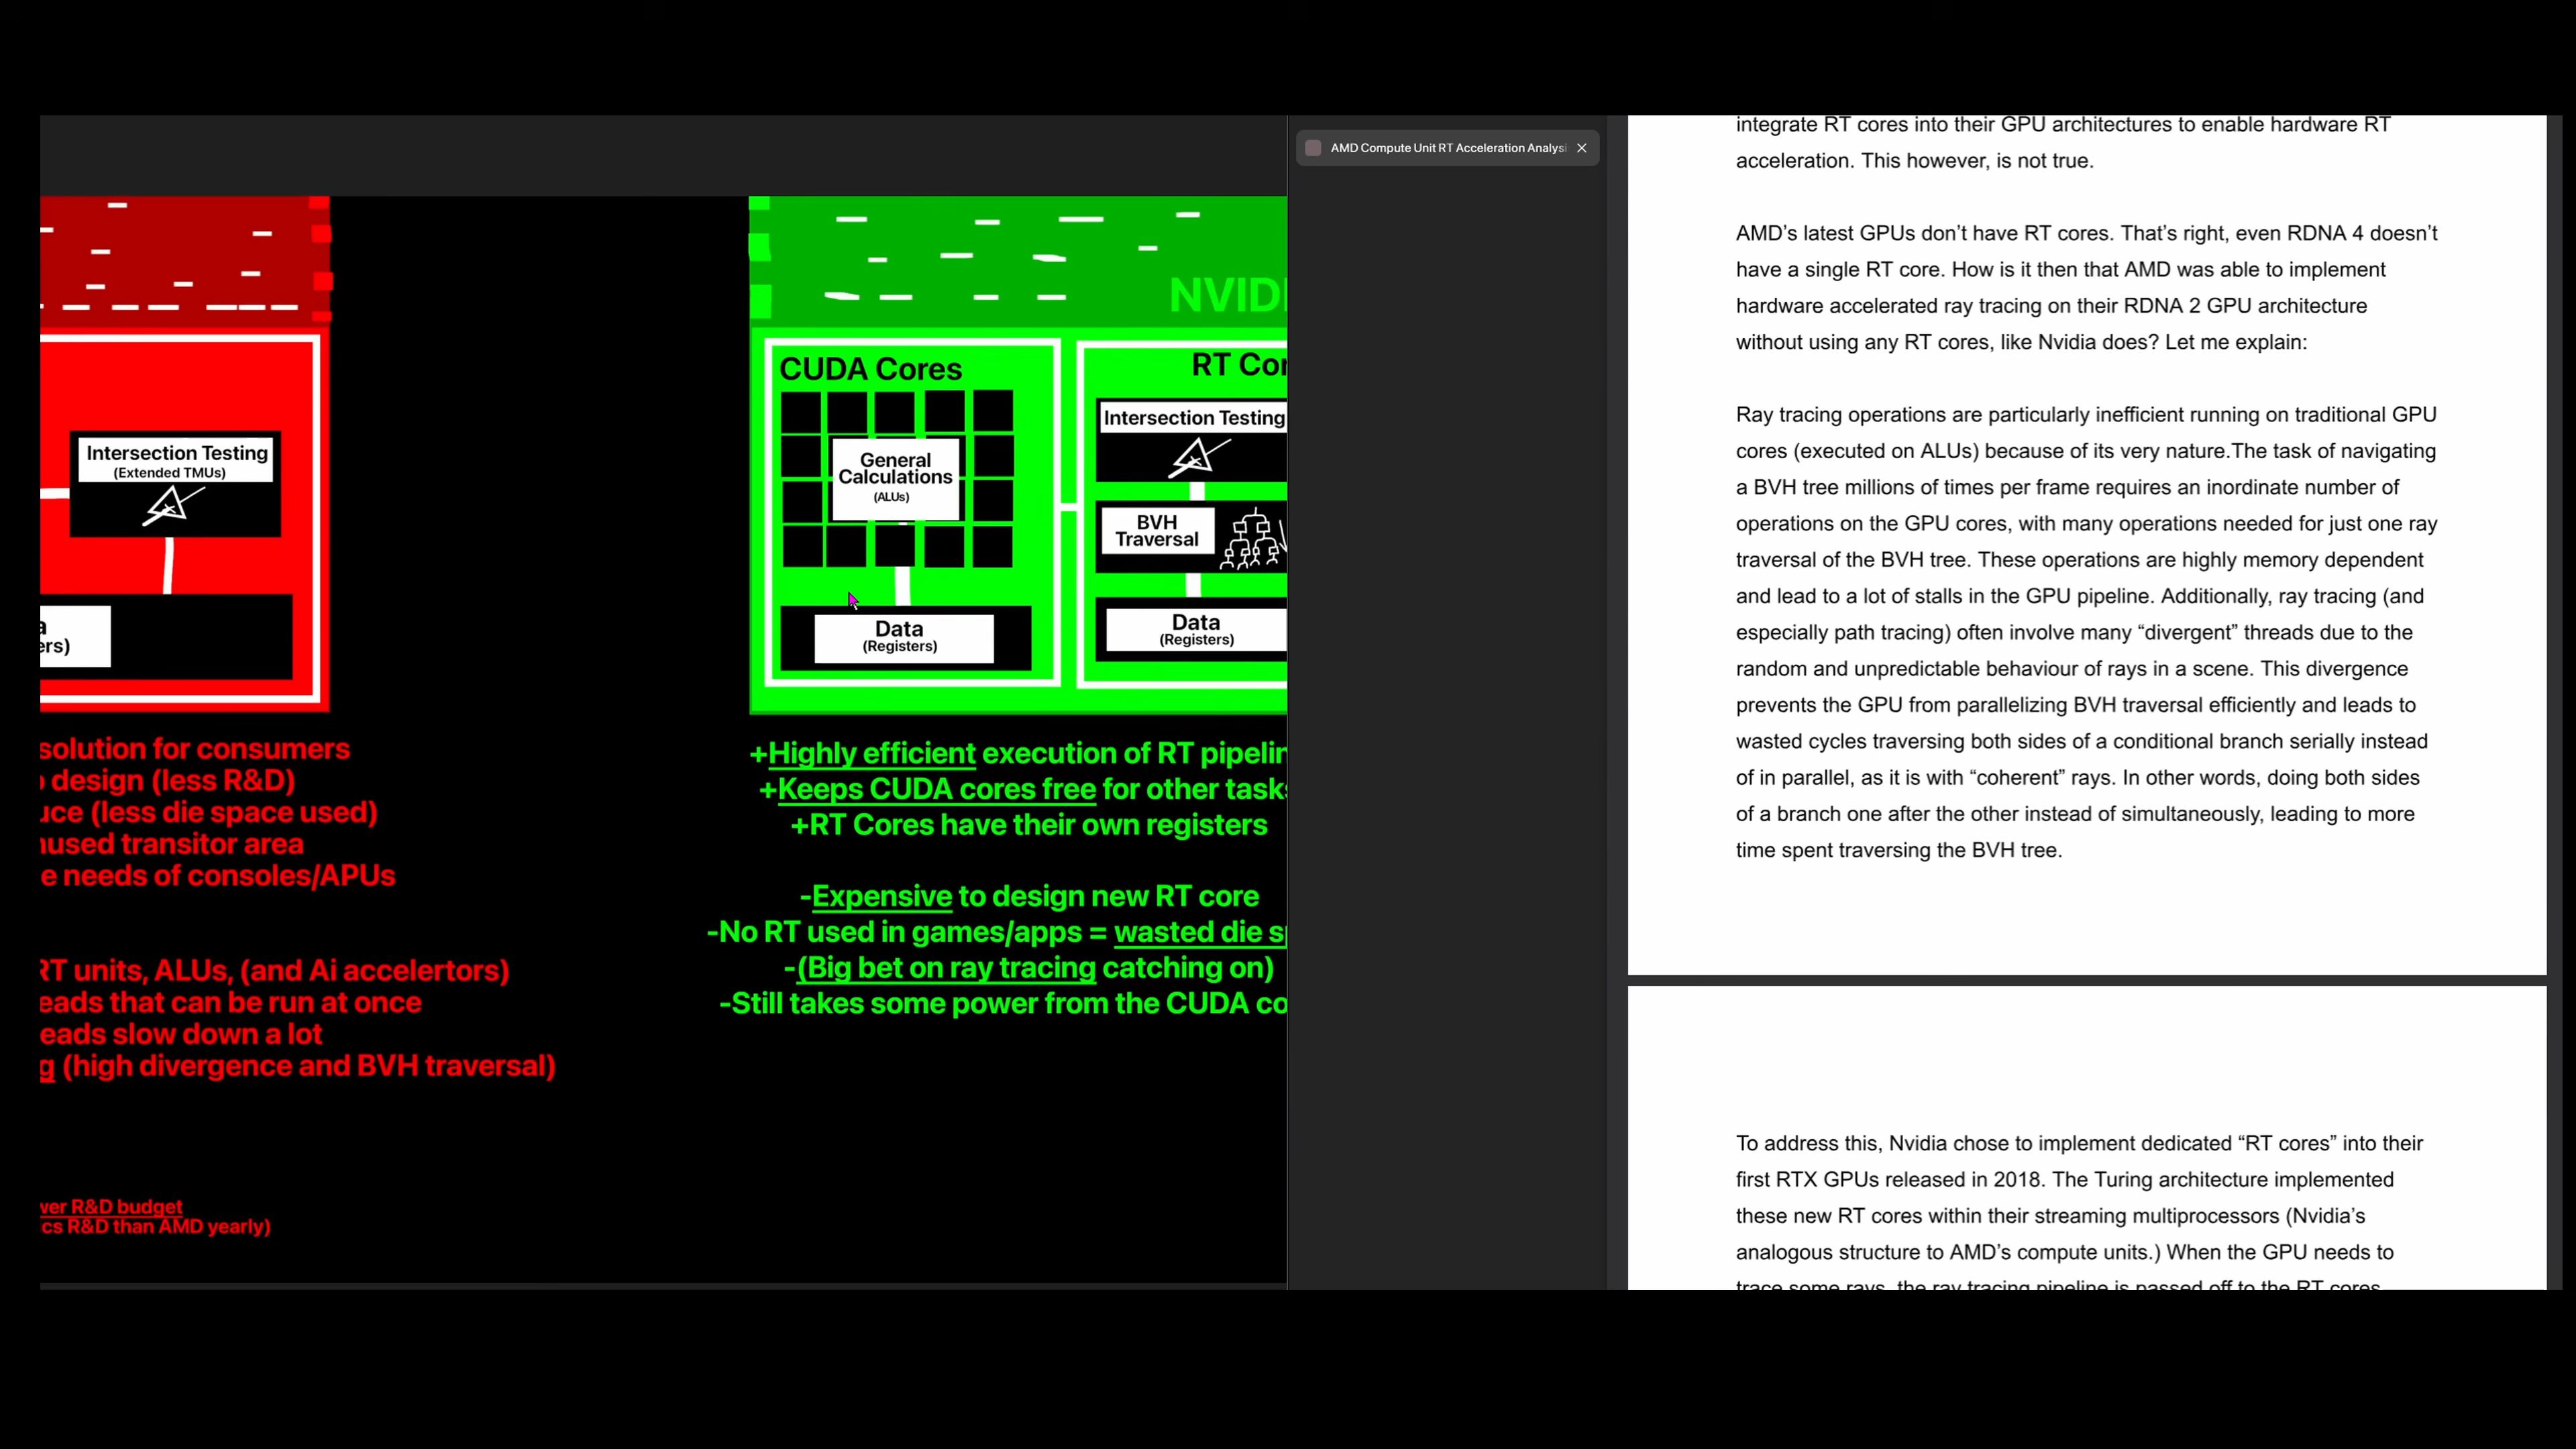 Intersection Testing
(Extended TMUs)
solution for consumers
design (less R&D)
(less die space used)
transitor area
needs of consoles/APUs
units, ALUs, (and Ai accelertors)
that can be run at once
slow down a lot
(high divergence and BVH traversal)
R&D budget
R&D than AMD yearly)
CUDA Cores
General
Calculations
(ALUs)
Data
(Registers)
RT
Intersection Testing
BVH
Traversal
Data
(Registers)
+Highly efficient execution of RT
+Keeps CUDA cores free for other
+RT Cores have their own registers
-Expensive to design new RT core
-No RT used in games/apps = wasted die
-(Big bet on ray tracing catching on)
-Still takes some power from the CUDA
AMD Compute Unit RT Acceleration Analysi
integrate RT cores into their GPU architectures to enable hardware RT
acceleration. This however, is not true.
AMD’s latest GPUs don’t have RT cores. That’s right, even RDNA 4 doesn’t
have a single RT core. How is it then that AMD was able to implement
hardware accelerated ray tracing on their RDNA 2 GPU architecture
without using any RT cores, like Nvidia does? Let me explain:
Ray tracing operations are particularly inefficient running on traditional GPU
cores (executed on ALUs) because of its very nature.The task of navigating
a BVH tree millions of times per frame requires an inordinate number of
operations on the GPU cores, with many operations needed for just one ray
traversal of the BVH tree. These operations are highly memory dependent
and lead to a lot of stalls in the GPU pipeline. Additionally, ray tracing (and
especially path tracing) often involve many “divergent” threads due to the
random and unpredictable behaviour of rays in a scene. This divergence
prevents the GPU from parallelizing BVH traversal efficiently and leads to
wasted cycles traversing both sides of a conditional branch serially instead
of in parallel, as it is with “coherent” rays. In other words, doing both sides
of a branch one after the other instead of simultaneously, leading to more
time spent traversing the BVH tree.
To address this, Nvidia chose to implement dedicated “RT cores” into their
first RTX GPUs released in 2018. The Turing architecture implemented
these new RT cores within their streaming multiprocessors (Nvidia’s
analogous structure to AMD’s compute units.) When the GPU needs to
trace some rays, the ray tracing pipeline is passed off to the RT cores